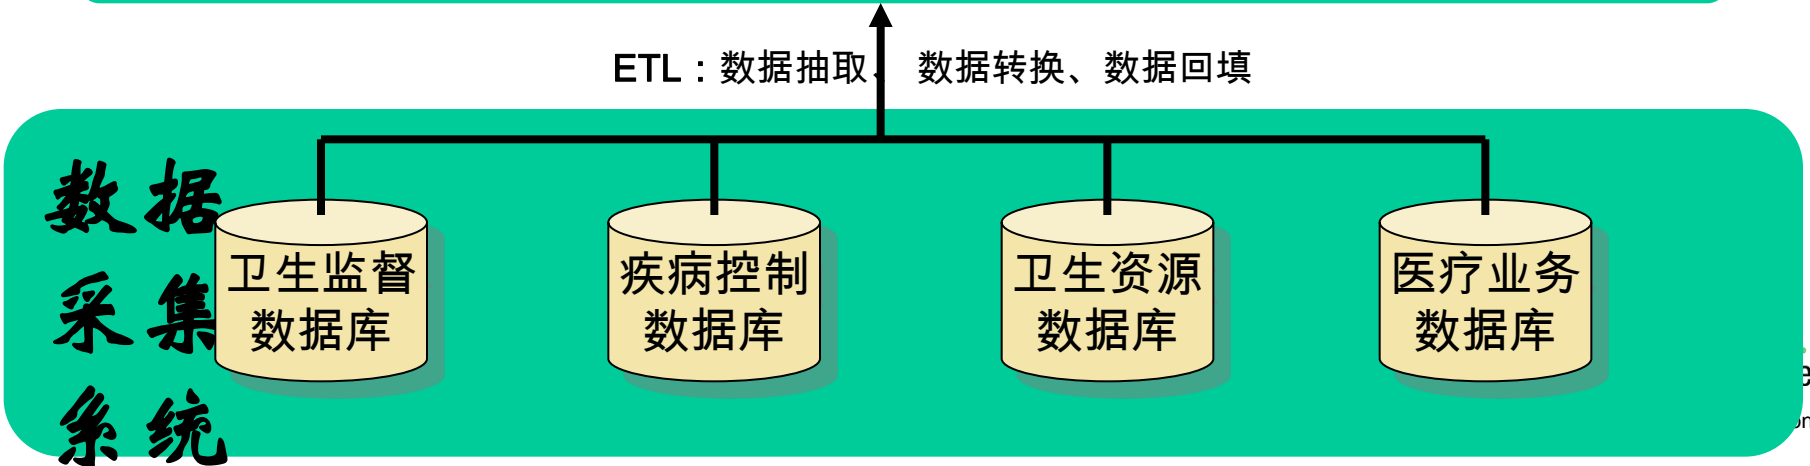 ETL：数据抽取、 数据转换、数据回填
数据
采集
系统
卫生监督
数据库
疾病控制
数据库
卫生资源
数据库
医疗业务
数据库